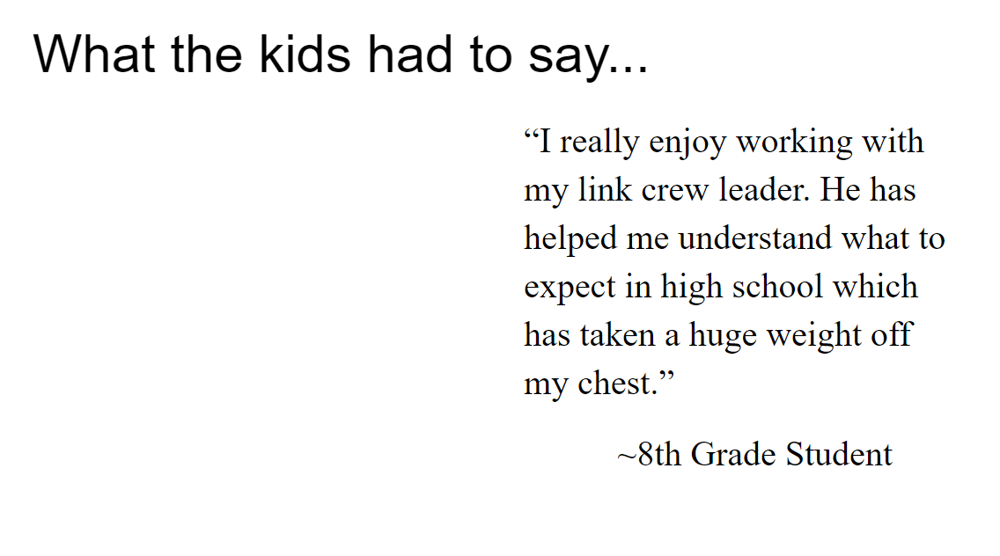 What the kids had to say...
“I really enjoy working with
my link crew leader. He has
helped me understand what to
expect in high school which
has taken a huge weight off
my chest.”
~8th Grade Student